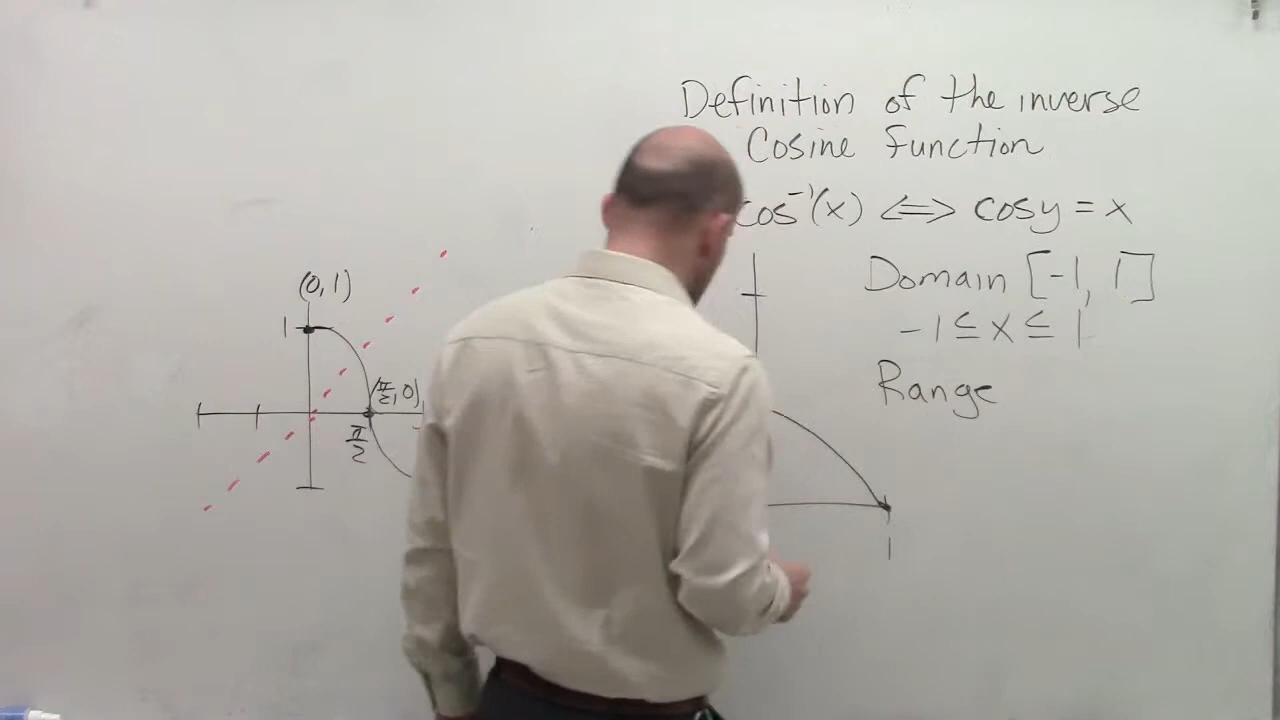 Definition of the inverse
Cosine Function
cos⁻¹(x) ⟺ cos y = x
Domain [-1, 1]
-1 ≤ x ≤ 1
Range
(0, 1)
1
(π/2, 0)
π/2
1